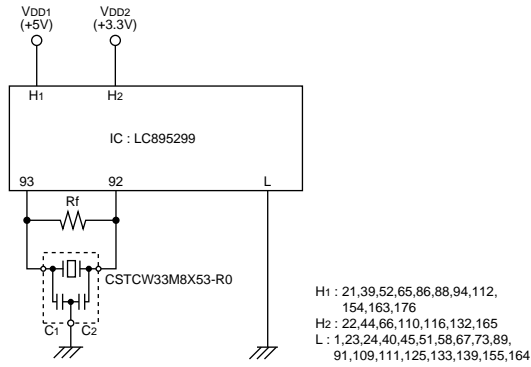 VDD1 VDD2
(+5V) (+3.3V)
H1 H2
IC : LC895299
93 92 L
Rf
CSTCW33M8X53-R0
C1 C2
H1 : 21,39,52,65,86,88,94,112,
154,163,176
H2 : 22,44,66,110,116,132,165
L : 1,23,24,40,45,51,58,67,73,89,
91,109,111,125,133,139,155,164